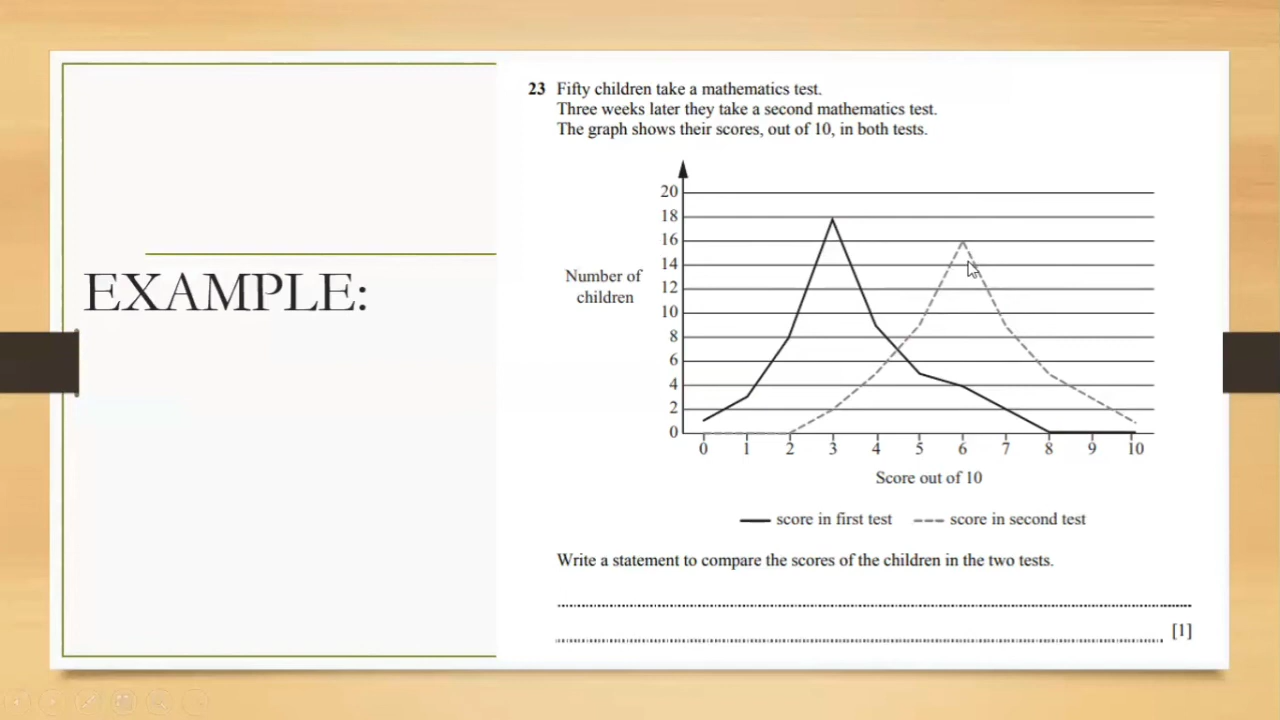 EXAMPLE:
23 Fifty children take a mathematics test.
Three weeks later they take a second mathematics test.
The graph shows their scores, out of 10, in both tests.
20
18
16
14
12
10
8
6
4
2
0
Number of
children
0 1 2 3 4 5 6 7 8 9 10
Score out of 10
score in first test
score in second test
Write a statement to compare the scores of the children in the two tests.
[1]